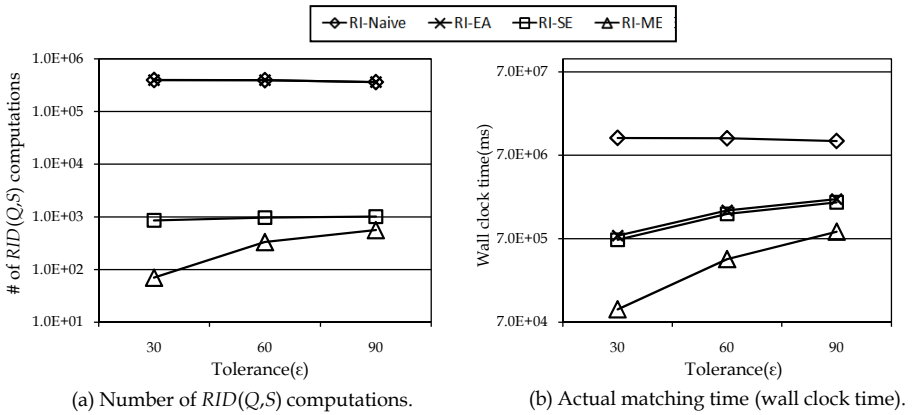 RI-Naive RI-EA RI-SE RI-ME
# of RID(Q,S) computations
1.0E+06
1.0E+05
1.0E+04
1.0E+03
1.0E+02
1.0E+01
30 60 90
Tolerance(ε)
(a) Number of RID(Q,S) computations.
Wall clock time(ms)
7.0E+07
7.0E+06
7.0E+05
7.0E+04
30 60 90
Tolerance(ε)
(b) Actual matching time (wall clock time).